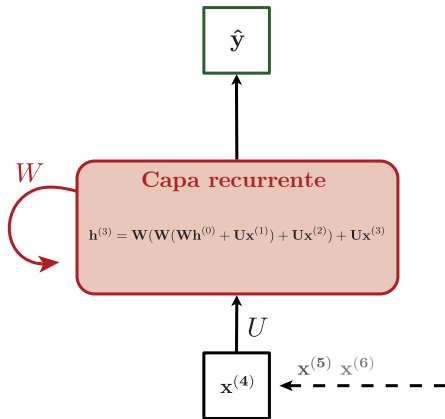 ŷ
W
Capa recurrente
h⁽³⁾ = W(W(Wh⁽⁰⁾ + Ux⁽¹⁾) + Ux⁽²⁾) + Ux⁽³⁾
U
x⁽⁵⁾ x⁽⁶⁾
x⁽⁴⁾